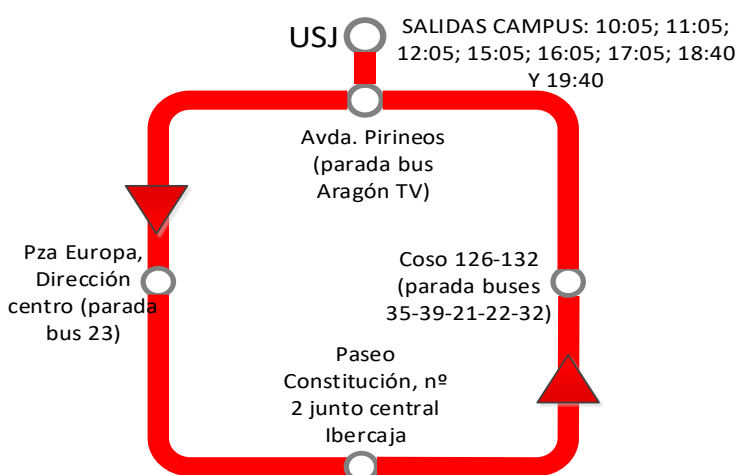 USJ
SALIDAS CAMPUS: 10:05; 11:05;
12:05; 15:05; 16:05; 17:05; 18:40
Y 19:40
Avda. Pirineos
(parada bus
Aragón TV)
Pza Europa,
Dirección
centro (parada
bus 23)
Coso 126-132
(parada buses
35-39-21-22-32)
Paseo
Constitución, nº
2 junto central
Ibercaja